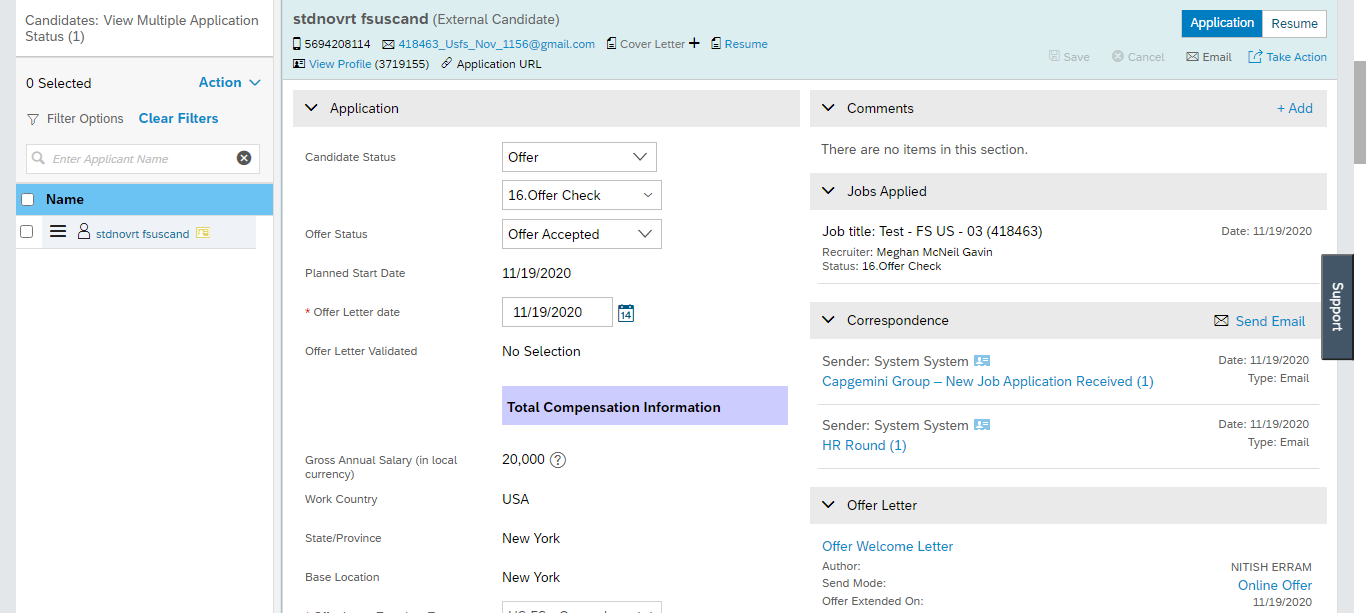 Candidates: View Multiple Application
Status (1)
0 Selected
Action
Filter Options
Clear Filters
Enter Applicant Name
Name
stdnovrt fsuscand
stdnovrt fsuscand (External Candidate)
5694208114
418463_Usfs_Nov_1156@gmail.com
Cover Letter
Resume
View Profile (3719155)
Application URL
Application
Resume
Save
Cancel
Email
Take Action
Application
Candidate Status
Offer
16.Offer Check
Offer Status
Offer Accepted
Planned Start Date
11/19/2020
* Offer Letter date
11/19/2020
14
Offer Letter Validated
No Selection
Total Compensation Information
Gross Annual Salary (in local
currency)
20,000
Work Country
USA
State/Province
New York
Base Location
New York
Comments
+ Add
There are no items in this section.
Jobs Applied
Job title: Test - FS US - 03 (418463)
Date: 11/19/2020
Recruiter: Meghan McNeil Gavin
Status: 16.Offer Check
Correspondence
Send Email
Sender: System System
Date: 11/19/2020
Capgemini Group – New Job Application Received (1)
Type: Email
Sender: System System
Date: 11/19/2020
HR Round (1)
Type: Email
Offer Letter
Offer Welcome Letter
Author:
NITISH ERRAM
Send Mode:
Online Offer
Offer Extended On:
11/19/2020
Support